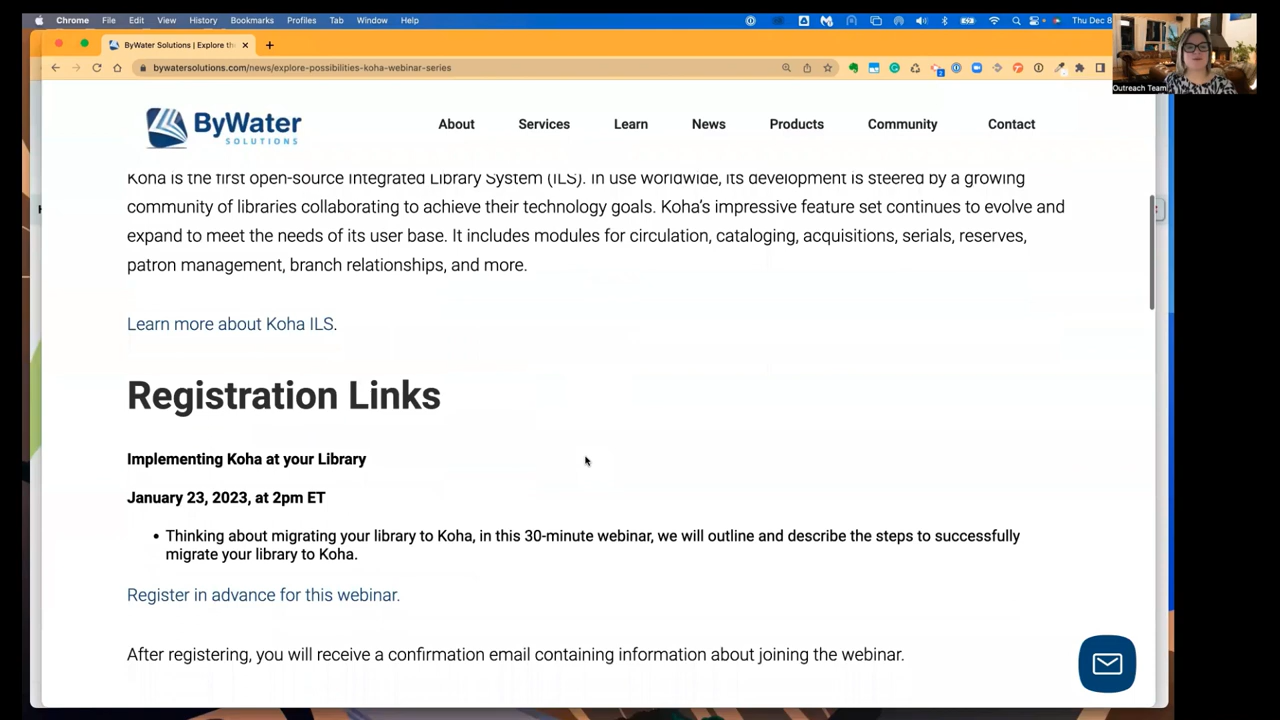 Chrome File Edit View History Bookmarks Profiles Tab Window Help Thu Dec 8
ByWater Solutions | Explore the
bywatersolutions.com/news/explore-possibilities-koha-webinar-series
Outreach Team
ByWater
SOLUTIONS
About Services Learn News Products Community Contact
Koha is the first open-source Integrated Library System (ILS). In use worldwide, its development is steered by a growing
community of libraries collaborating to achieve their technology goals. Koha's impressive feature set continues to evolve and
expand to meet the needs of its user base. It includes modules for circulation, cataloging, acquisitions, serials, reserves,
patron management, branch relationships, and more.
Learn more about Koha ILS.
Registration Links
Implementing Koha at your Library
January 23, 2023, at 2pm ET
• Thinking about migrating your library to Koha, in this 30-minute webinar, we will outline and describe the steps to successfully
migrate your library to Koha.
Register in advance for this webinar.
After registering, you will receive a confirmation email containing information about joining the webinar.